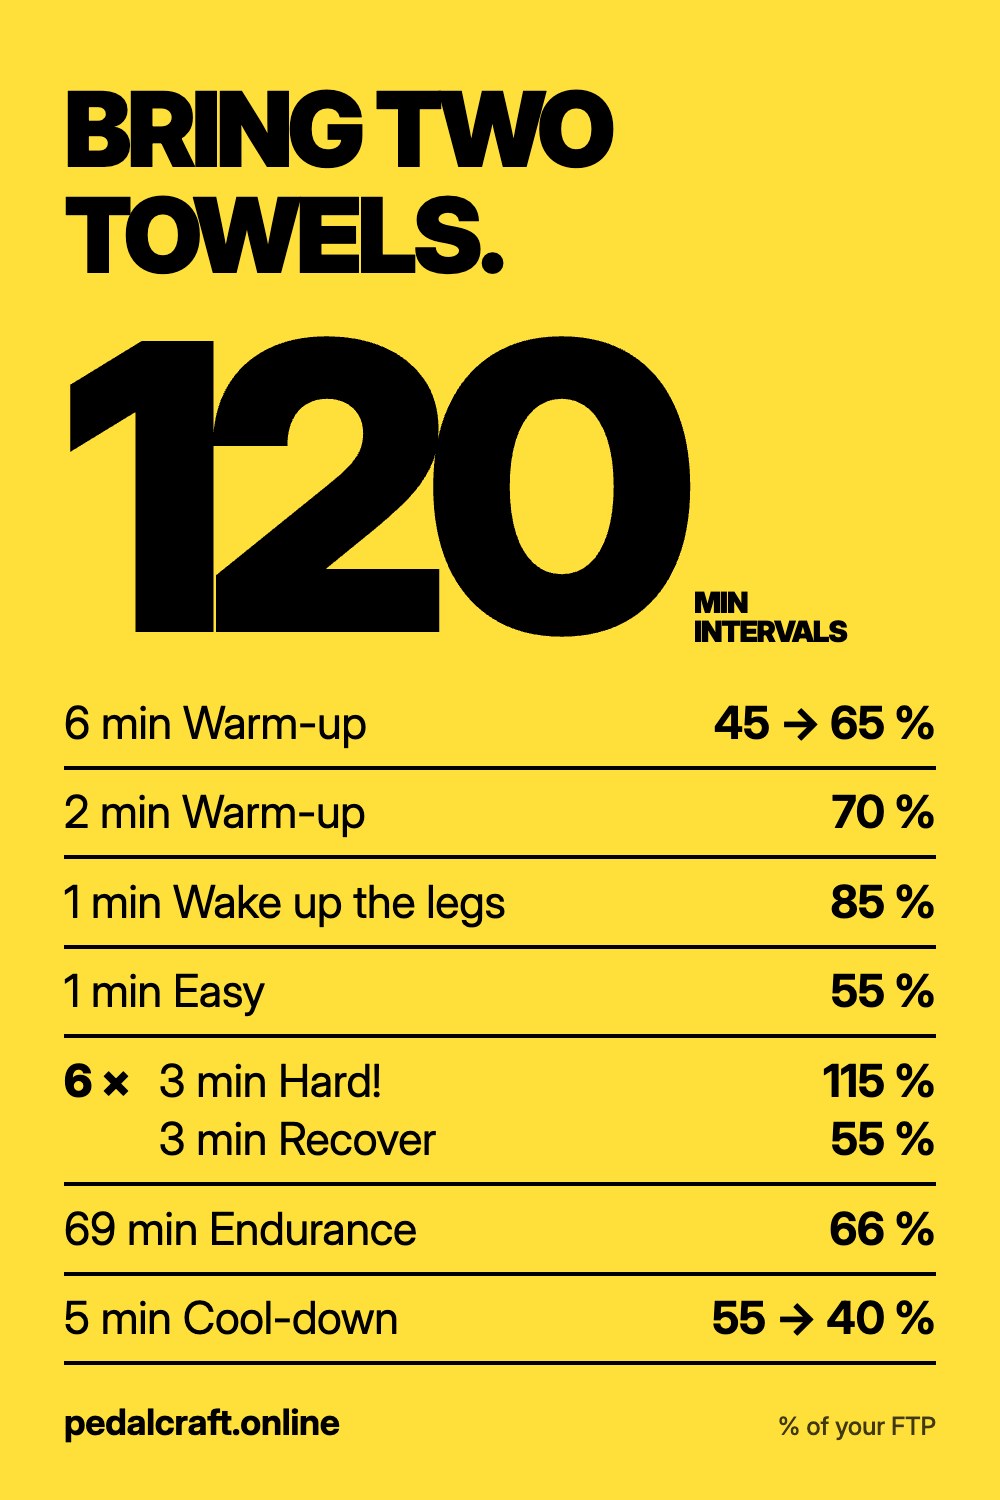 BRING TWO
TOWELS.
120
MIN
INTERVALS
6 min Warm-up 45 → 65 %
2 min Warm-up 70 %
1 min Wake up the legs 85 %
1 min Easy 55 %
6 × 3 min Hard! 115 %
3 min Recover 55 %
69 min Endurance 66 %
5 min Cool-down 55 → 40 %
pedalcraft.online % of your FTP